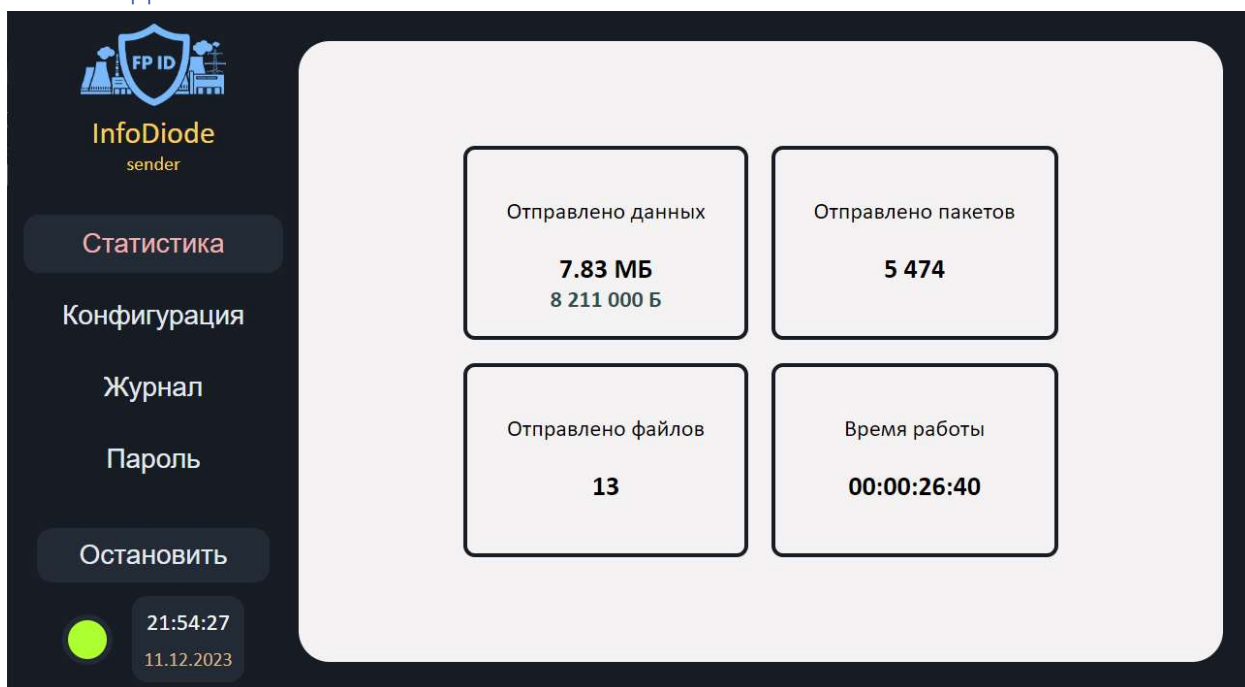 FP ID
InfoDiode
sender
Статистика
Конфигурация
Журнал
Пароль
Остановить
21:54:27
11.12.2023
Отправлено данных
7.83 МБ
8 211 000 Б
Отправлено пакетов
5 474
Отправлено файлов
13
Время работы
00:00:26:40